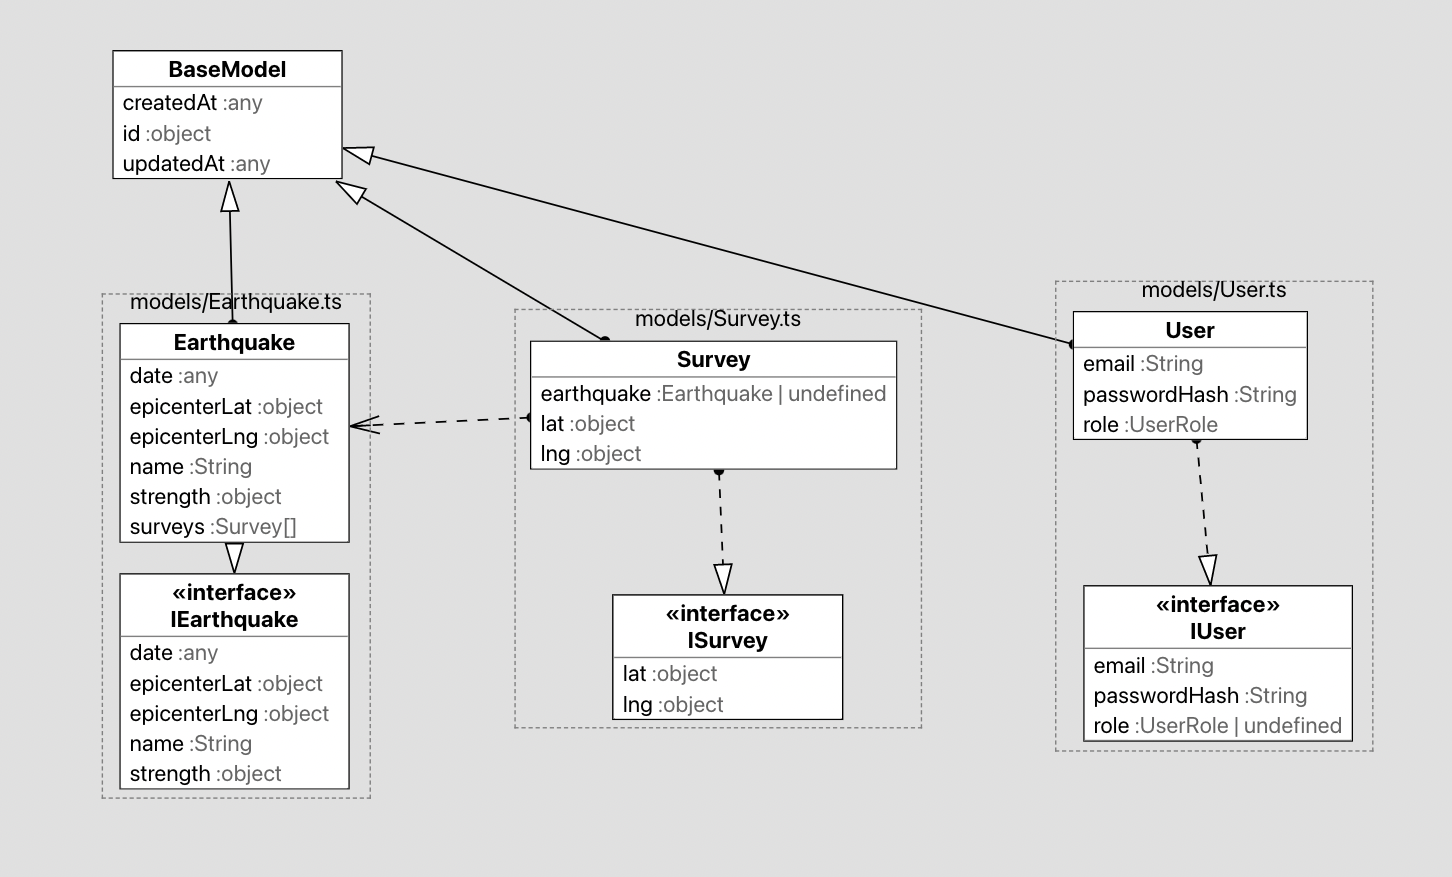 BaseModel
createdAt :any
id :object
updatedAt :any
models/Earthquake.ts
Earthquake
date :any
epicenterLat :object
epicenterLng :object
name :String
strength :object
surveys :Survey[]
«interface»
IEarthquake
date :any
epicenterLat :object
epicenterLng :object
name :String
strength :object
models/Survey.ts
Survey
earthquake :Earthquake | undefined
lat :object
lng :object
«interface»
ISurvey
lat :object
lng :object
models/User.ts
User
email :String
passwordHash :String
role :UserRole
«interface»
IUser
email :String
passwordHash :String
role :UserRole | undefined